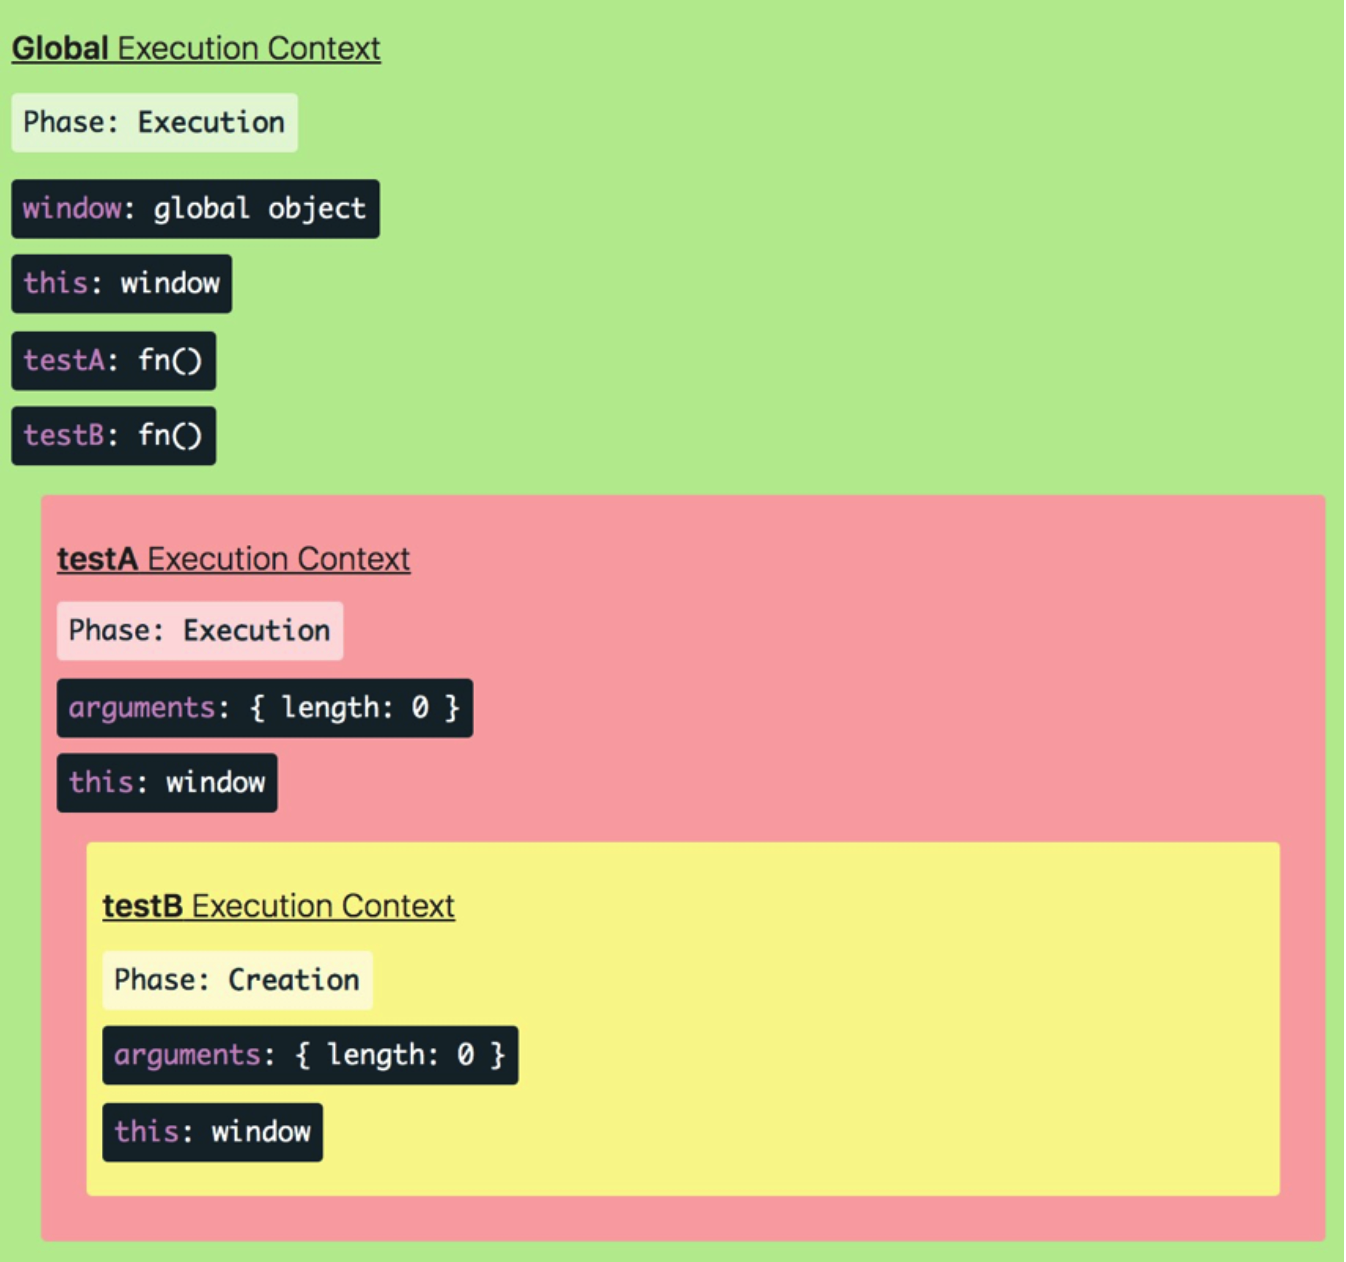 Global Execution Context
Phase: Execution
window: global object
this: window
testA: fn()
testB: fn()
testA Execution Context
Phase: Execution
arguments: { length: 0 }
this: window
testB Execution Context
Phase: Creation
arguments: { length: 0 }
this: window